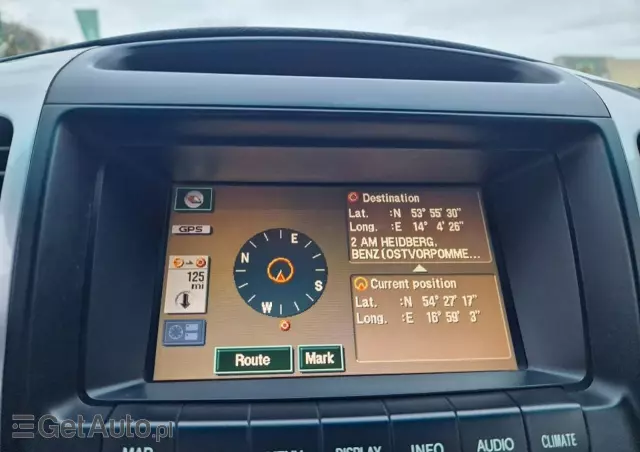 Destination
Lat. :N 53° 55' 30"
Long. :E 14° 4' 26"
2 AM HEIDBERG,
BENZ(OSTVORPOMME...
GPS
125
mi
N
E
S
W
Current position
Lat. :N 54° 27' 17"
Long. :E 16° 59' 3"
Route
Mark
MAP
DISPLAY
INFO
AUDIO
CLIMATE
GetAuto.pl